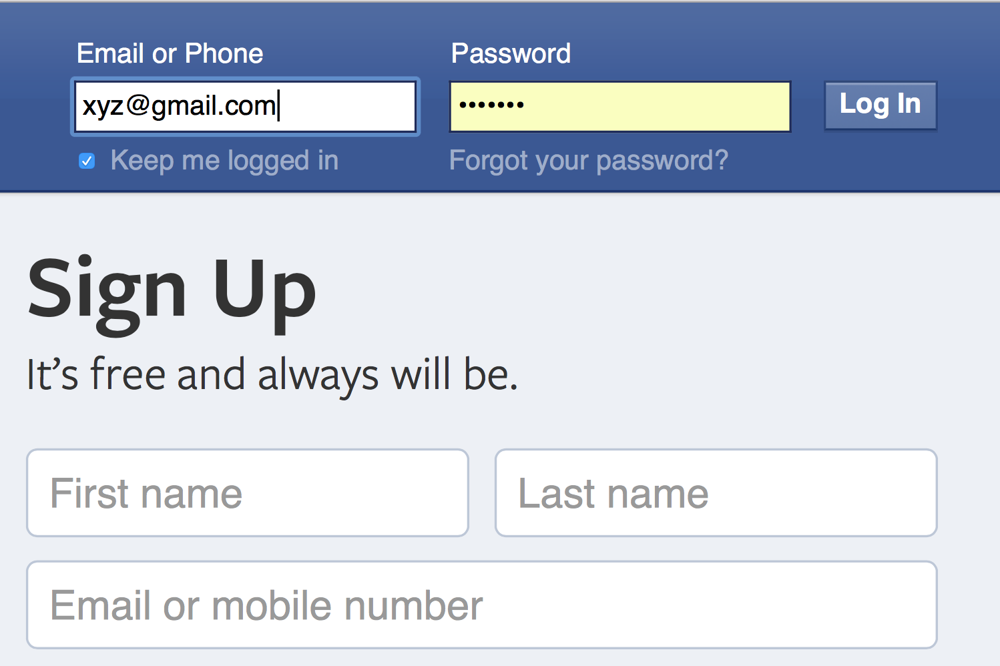 Email or Phone
Password
xyz@gmail.com
•••••••
Log In
Keep me logged in
Forgot your password?
Sign Up
It’s free and always will be.
First name
Last name
Email or mobile number